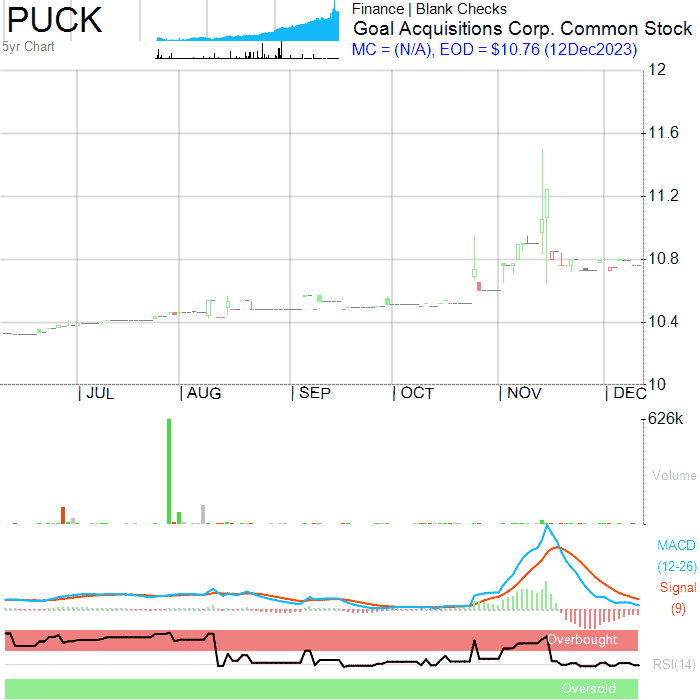 PUCK
5yr Chart
Finance | Blank Checks
Goal Acquisitions Corp. Common Stock
MC = (N/A), EOD = $10.76 (12Dec2023)
12
11.6
11.2
10.8
10.4
10
| JUL | AUG | SEP | OCT | NOV | DEC
626k
Volume
MACD
(12-26)
Signal
(9)
Overbought
RSI(14)
Oversold